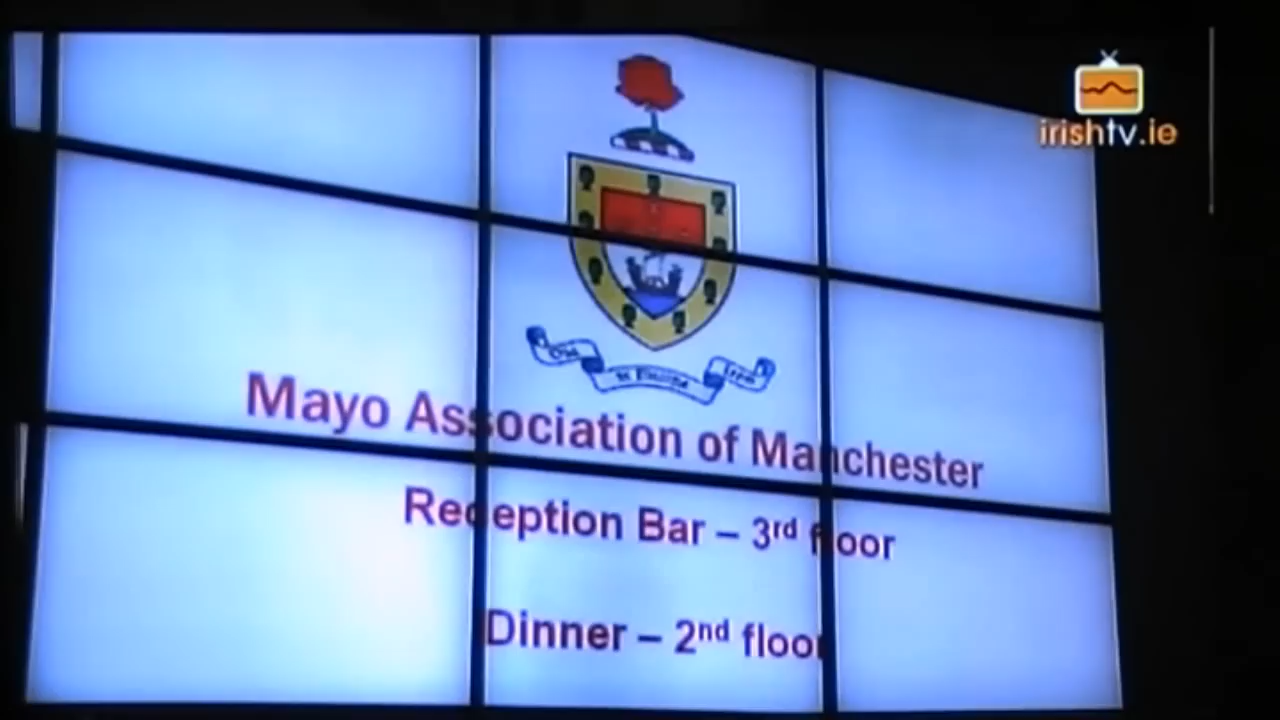 irishtv.ie
Mayo Association of Manchester
Reception Bar – 3rd floor
Dinner – 2nd floor